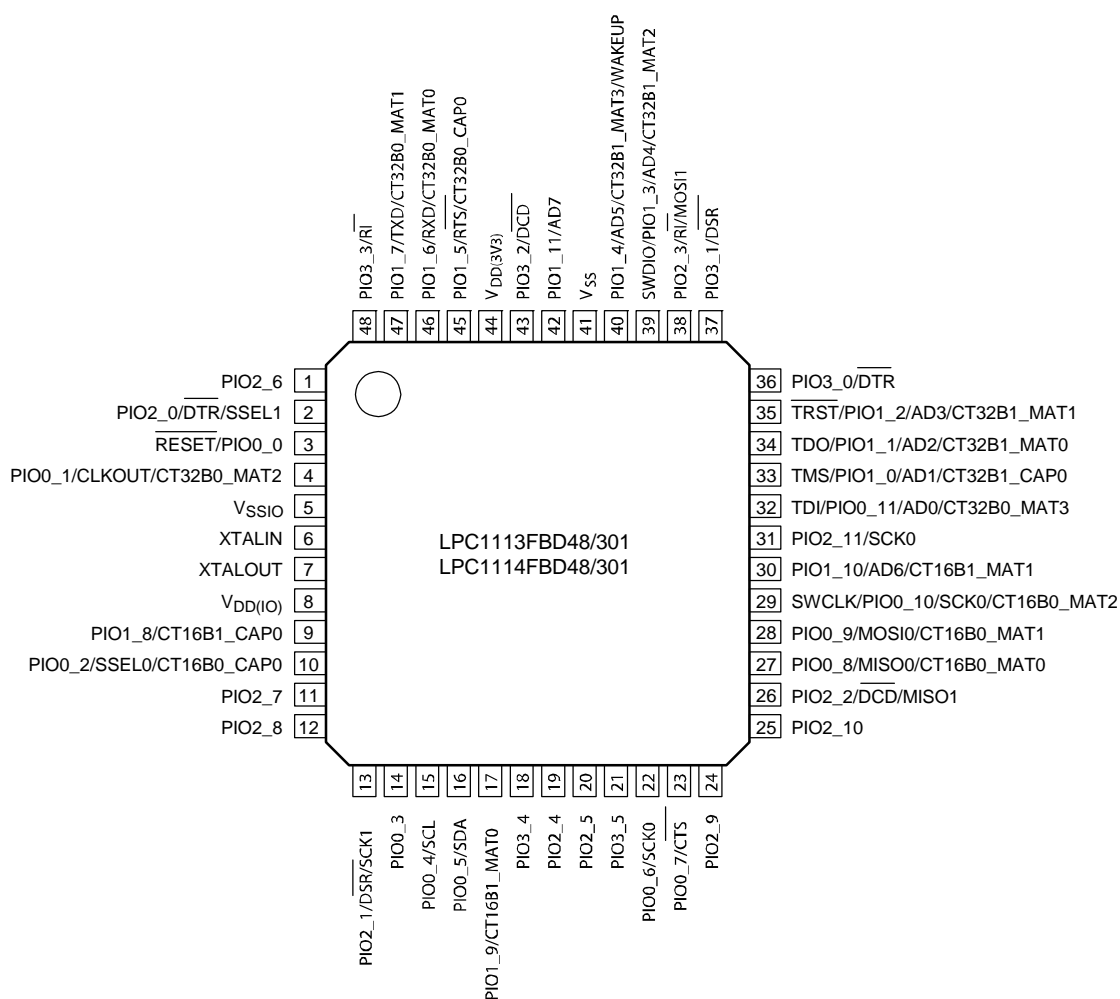 PIO3_3/RI
PIO1_7/TXD/CT32B0_MAT1
PIO1_6/RXD/CT32B0_MAT0
PIO1_5/RTS/CT32B0_CAP0
VDD(3V3)
PIO3_2/DCD
PIO1_11/AD7
VSS
PIO1_4/AD5/CT32B1_MAT3/WAKEUP
SWDIO/PIO1_3/AD4/CT32B1_MAT2
PIO2_3/RI/MOSI1
PIO3_1/DSR
48 47 46 45 44 43 42 41 40 39 38 37
PIO2_6 1
PIO2_0/DTR/SSEL1 2
RESET/PIO0_0 3
PIO0_1/CLKOUT/CT32B0_MAT2 4
VSSIO 5
XTALIN 6
XTALOUT 7
VDD(IO) 8
PIO1_8/CT16B1_CAP0 9
PIO0_2/SSEL0/CT16B0_CAP0 10
PIO2_7 11
PIO2_8 12
LPC1113FBD48/301
LPC1114FBD48/301
36 PIO3_0/DTR
35 TRST/PIO1_2/AD3/CT32B1_MAT1
34 TDO/PIO1_1/AD2/CT32B1_MAT0
33 TMS/PIO1_0/AD1/CT32B1_CAP0
32 TDI/PIO0_11/AD0/CT32B0_MAT3
31 PIO2_11/SCK0
30 PIO1_10/AD6/CT16B1_MAT1
29 SWCLK/PIO0_10/SCK0/CT16B0_MAT2
28 PIO0_9/MOSI0/CT16B0_MAT1
27 PIO0_8/MISO0/CT16B0_MAT0
26 PIO2_2/DCD/MISO1
25 PIO2_10
13 14 15 16 17 18 19 20 21 22 23 24
PIO2_1/DSR/SCK1
PIO0_3
PIO0_4/SCL
PIO0_5/SDA
PIO1_9/CT16B1_MAT0
PIO3_4
PIO2_4
PIO2_5
PIO3_5
PIO0_6/SCK0
PIO0_7/CTS
PIO2_9